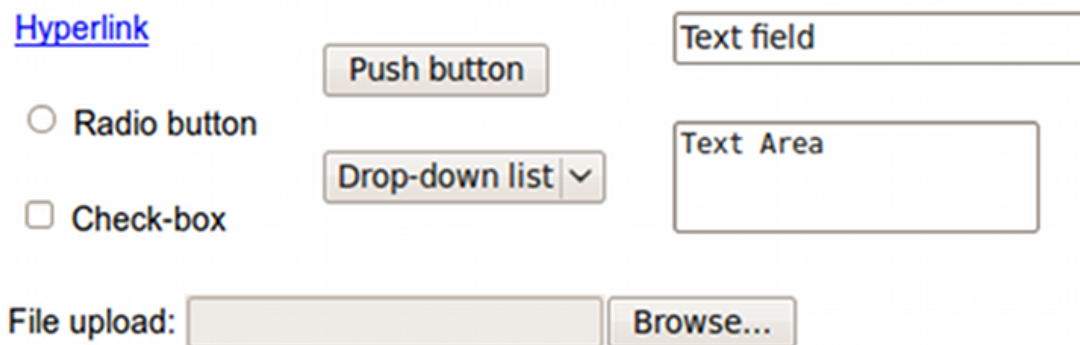 Hyperlink
Radio button
Check-box
Push button
Drop-down list
Text field
Text Area
File upload:
Browse...